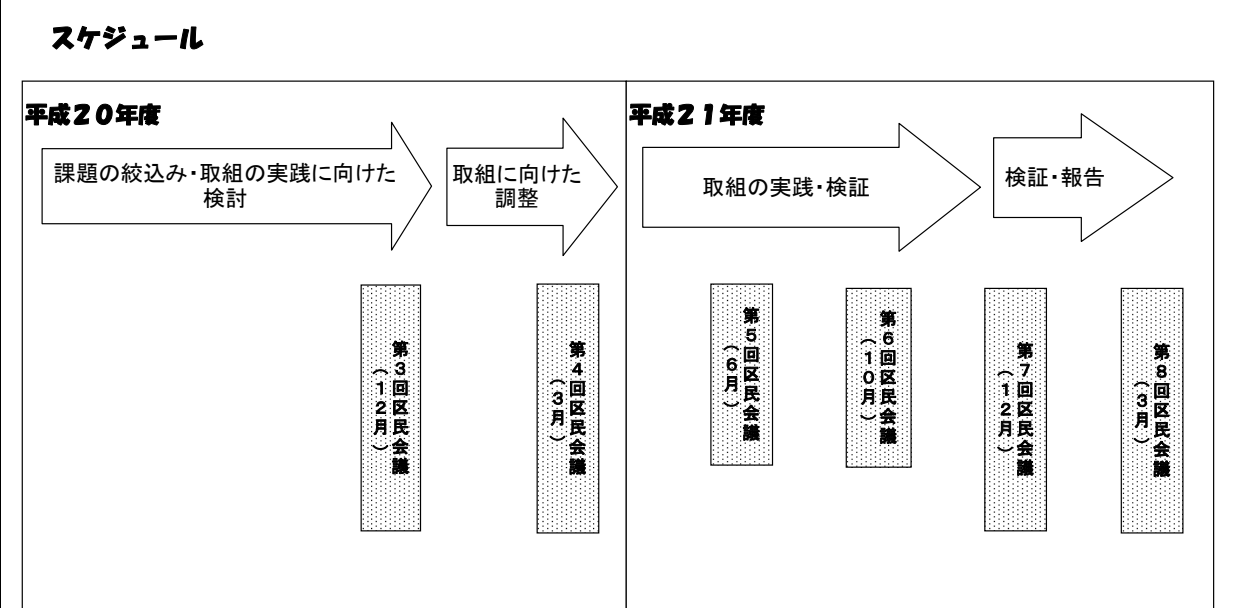 スケジュール
平成20年度
課題の絞込み・取組の実践に向けた
検討
取組に向けた
調整
第3回区民会議
(12月)
第4回区民会議
(3月)
平成21年度
取組の実践・検証
検証・報告
第5回区民会議
(6月)
第6回区民会議
(10月)
第7回区民会議
(12月)
第8回区民会議
(3月)